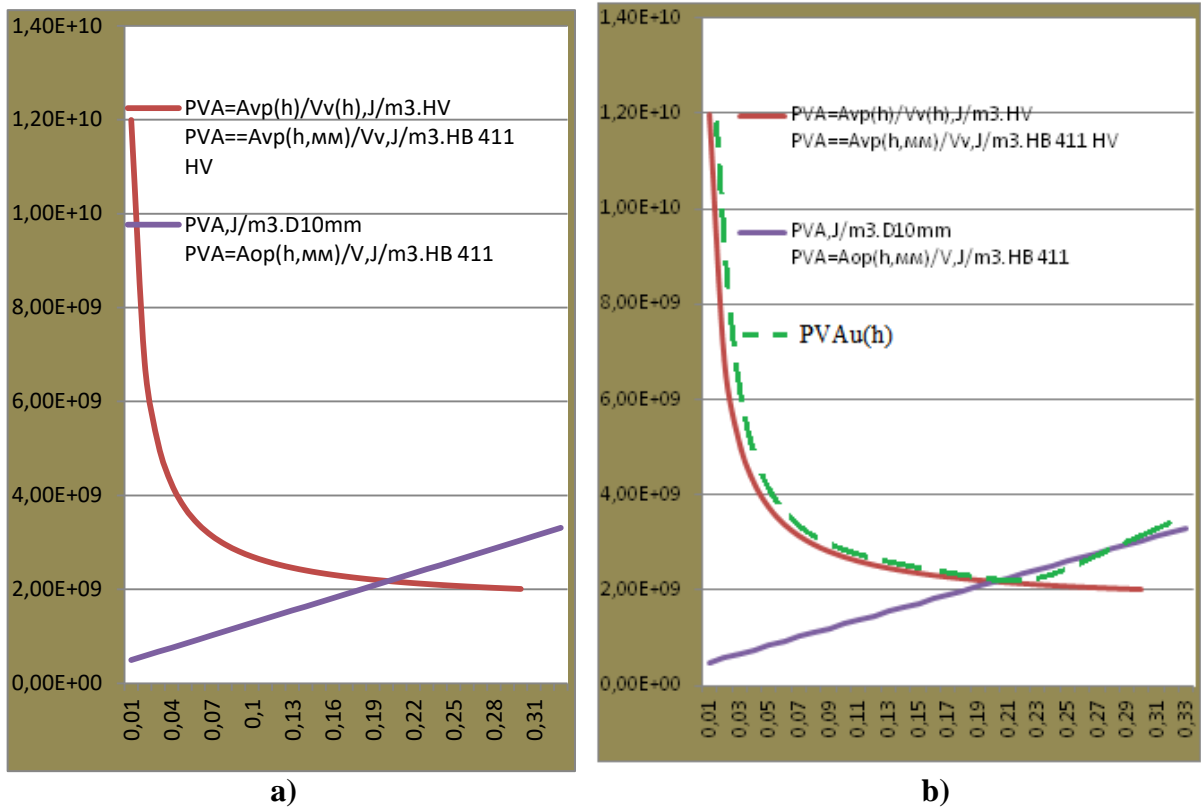 1,40E+10
1,20E+10
1,00E+10
8,00E+09
6,00E+09
4,00E+09
2,00E+09
0,00E+00
PVA=Avp(h)/Vv(h),J/m3.HV
PVA==Avp(h,мм)/Vv,J/m3.HB 411
HV
PVA,J/m3.D10mm
PVA=Aop(h,мм)/V,J/m3.HB 411
0,01
0,04
0,07
0,1
0,13
0,16
0,19
0,22
0,25
0,28
0,31
a)
1,40E+10
1,20E+10
1,00E+10
8,00E+09
6,00E+09
4,00E+09
2,00E+09
0,00E+00
PVA=Avp(h)/Vv(h),J/m3.HV
PVA==Avp(h,мм)/Vv,J/m3.HB 411 HV
PVA,J/m3.D10mm
PVA=Aop(h,мм)/V,J/m3.HB 411
PVAu(h)
0,01
0,03
0,05
0,07
0,09
0,11
0,13
0,15
0,17
0,19
0,21
0,23
0,25
0,27
0,29
0,31
0,33
b)